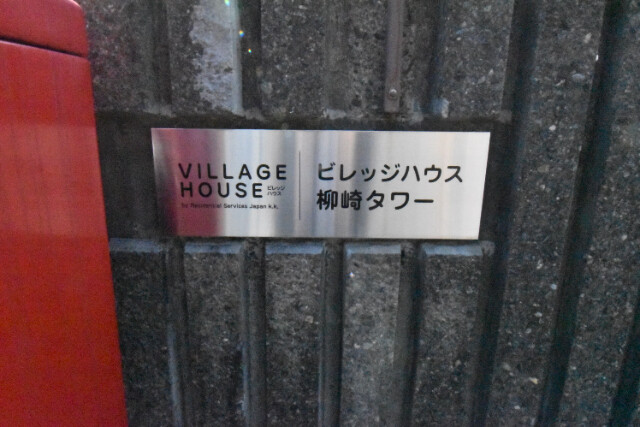 VILLAGE
HOUSE ビレッジ
ハウス
by Residential Services Japan k.k.
ビレッジハウス
柳崎タワー